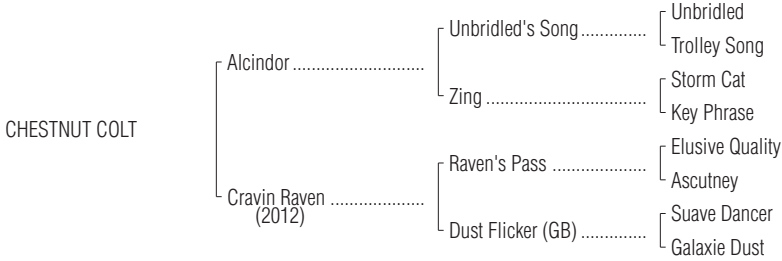 Unbridled
Unbridled's Song..............
Trolley Song
Alcindor ............................
Storm Cat
Zing ..................................
Key Phrase
CHESTNUT COLT
Elusive Quality
Raven's Pass ....................
Ascutney
Cravin Raven ....................
(2012)
Suave Dancer
Dust Flicker (GB) ..............
Galaxie Dust